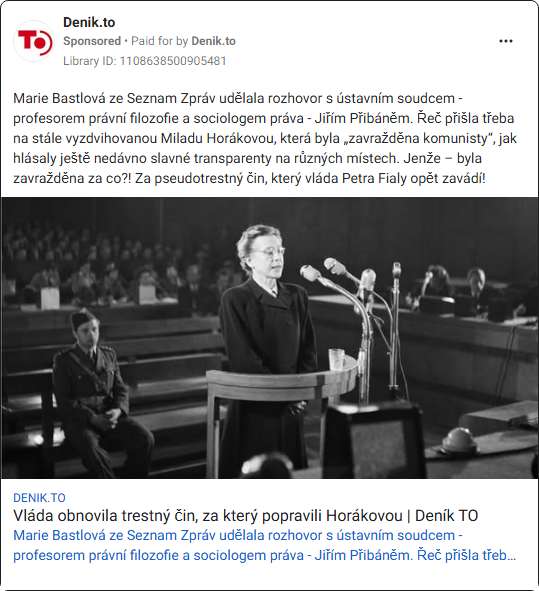 Denik.to
Sponsored • Paid for by Denik.to
Library ID: 1108638500905481
TO
Marie Bastlová ze Seznam Zpráv udělala rozhovor s ústavním soudcem -
profesorem právní filozofie a sociologem práva - Jiřím Přibáněm. Řeč přišla třeba
na stále vyzdvihovanou Miladu Horákovou, která byla „zavražděna komunisty“, jak
hlásaly ještě nedávno slavné transparenty na různých místech. Jenže – byla
zavražděna za co?! Za pseudotrestný čin, který vláda Petra Fialy opět zavádí!
DENIK.TO
Vláda obnovila trestný čin, za který popravili Horákovou | Deník TO
Marie Bastlová ze Seznam Zpráv udělala rozhovor s ústavním soudcem -
profesorem právní filozofie a sociologem práva - Jiřím Přibáněm. Řeč přišla třeb...